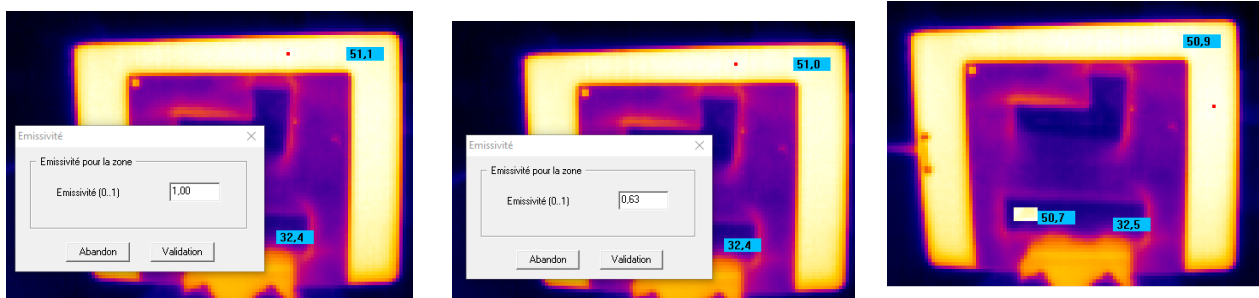 51,1
Emissivité
Emissivité pour la zone
Emissivité (0..1) 1,00
32,4
Abandon Validation
51,0
Emissivité
Emissivité pour la zone
Emissivité (0..1) 0,63
32,4
Abandon Validation
50,9
50,7 32,5